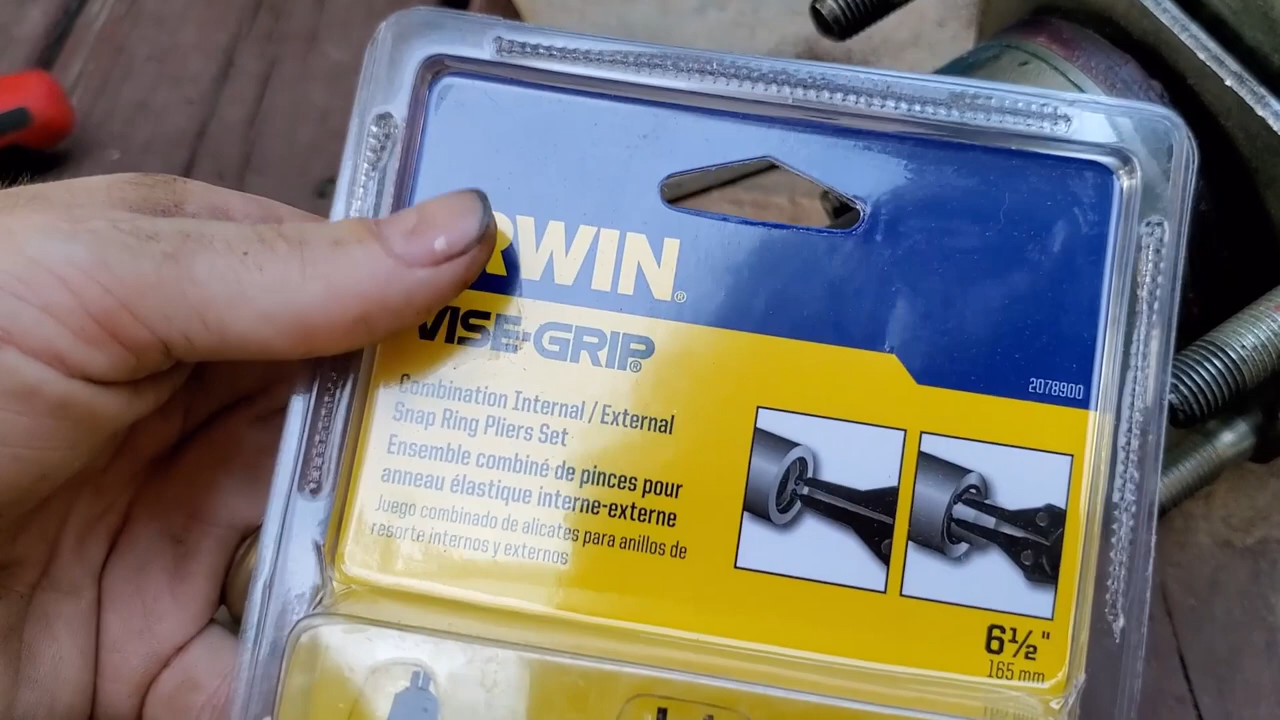 IRWIN®
VISE-GRIP®
2078900
Combination Internal / External
Snap Ring Pliers Set
Ensemble combiné de pinces pour
anneau élastique interne-externe
Juego combinado de alicates para anillos de
resorte internos y externos
6½"
165 mm